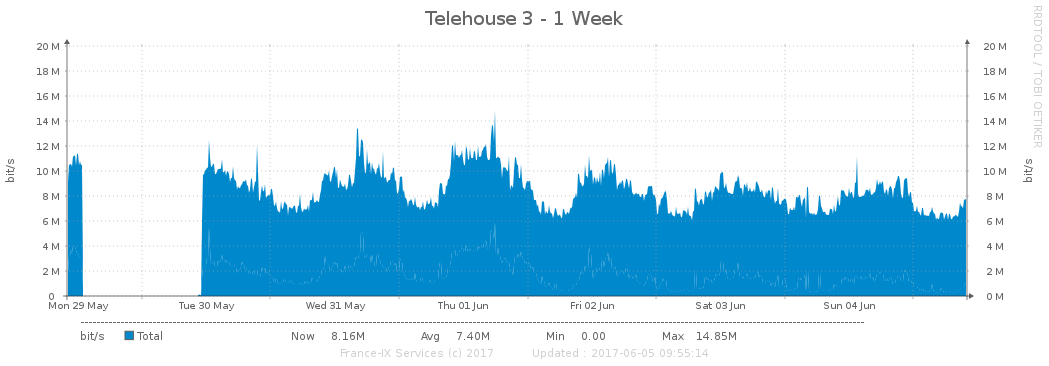 Telehouse 3 - 1 Week
RRDTOOL / TOBI OETIKER
bit/s
20 M 20 M
18 M 18 M
16 M 16 M
14 M 14 M
12 M 12 M
10 M 10 M
8 M 8 M
6 M 6 M
4 M 4 M
2 M 2 M
0 0 M
bit/s
Mon 29 May Tue 30 May Wed 31 May Thu 01 Jun Fri 02 Jun Sat 03 Jun Sun 04 Jun
bit/s Total Now 8.16M Avg 7.40M Min 0.00 Max 14.85M
France-IX Services (c) 2017 Updated : 2017-06-05 09:55:14